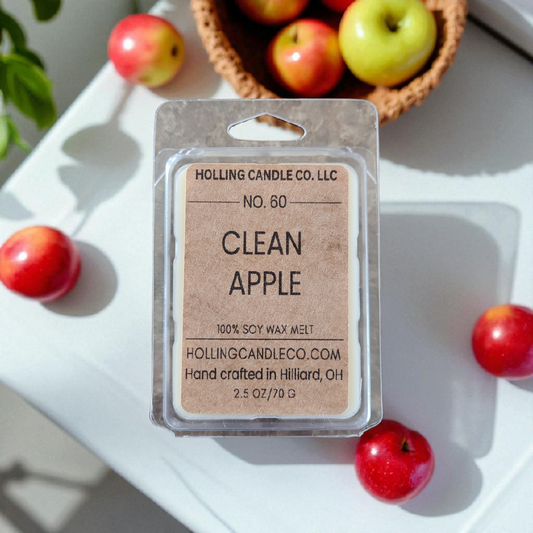 HOLLING CANDLE CO. LLC
NO. 60
CLEAN
APPLE
100% SOY WAX MELT
HOLLINGCANDLECO.COM
Hand crafted in Hilliard, OH
2.5 OZ/70 G